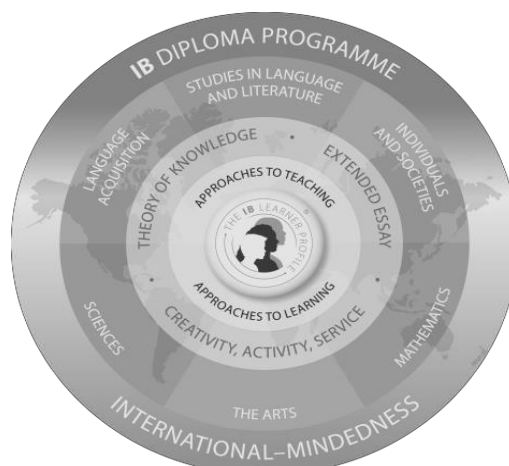 IB DIPLOMA PROGRAMME
STUDIES IN LANGUAGE
AND LITERATURE
LANGUAGE
ACQUISITION
INDIVIDUALS
AND SOCIETIES
THEORY OF KNOWLEDGE
EXTENDED ESSAY
APPROACHES TO TEACHING
THE IB LEARNER PROFILE
APPROACHES TO LEARNING
CREATIVITY, ACTIVITY, SERVICE
SCIENCES
MATHEMATICS
THE ARTS
INTERNATIONAL–MINDEDNESS